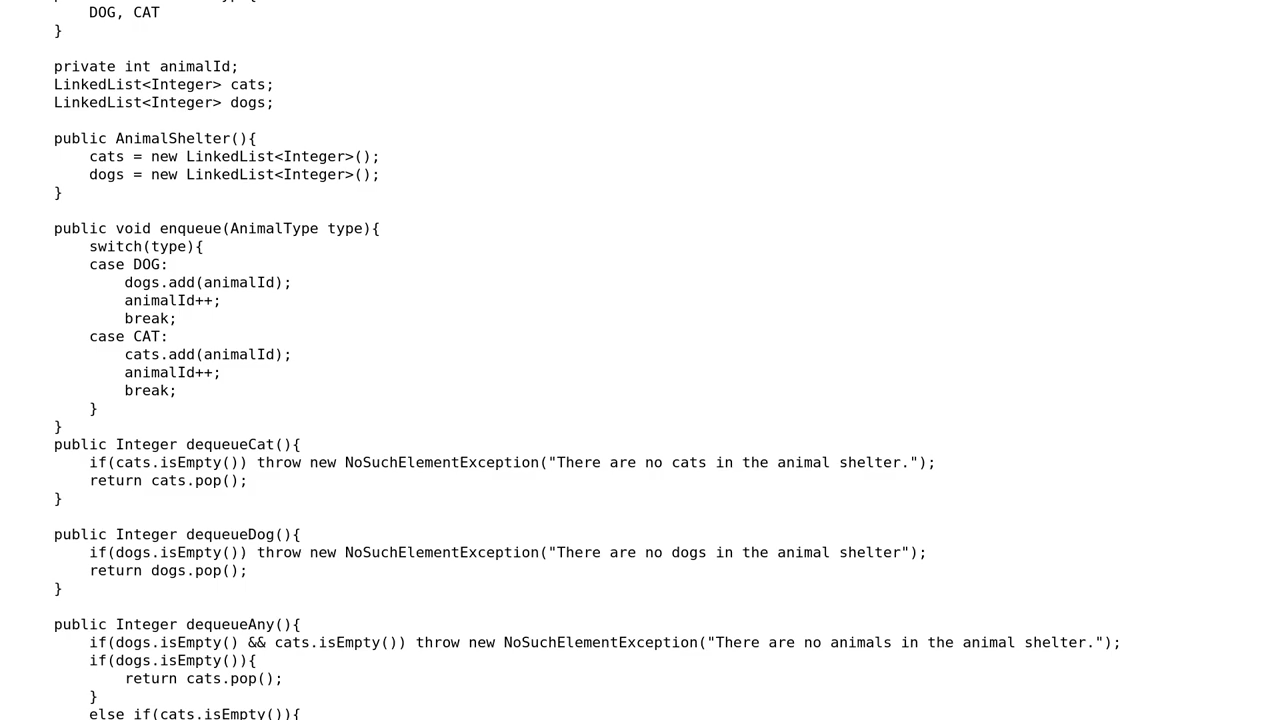 DOG, CAT
}
private int animalId;
LinkedList<Integer> cats;
LinkedList<Integer> dogs;
public AnimalShelter(){
cats = new LinkedList<Integer>();
dogs = new LinkedList<Integer>();
}
public void enqueue(AnimalType type){
switch(type){
case DOG:
dogs.add(animalId);
animalId++;
break;
case CAT:
cats.add(animalId);
animalId++;
break;
}
}
public Integer dequeueCat(){
if(cats.isEmpty()) throw new NoSuchElementException("There are no cats in the animal shelter.");
return cats.pop();
}
public Integer dequeueDog(){
if(dogs.isEmpty()) throw new NoSuchElementException("There are no dogs in the animal shelter");
return dogs.pop();
}
public Integer dequeueAny(){
if(dogs.isEmpty() && cats.isEmpty()) throw new NoSuchElementException("There are no animals in the animal shelter.");
if(dogs.isEmpty()){
return cats.pop();
}
else if(cats.isEmpty()){